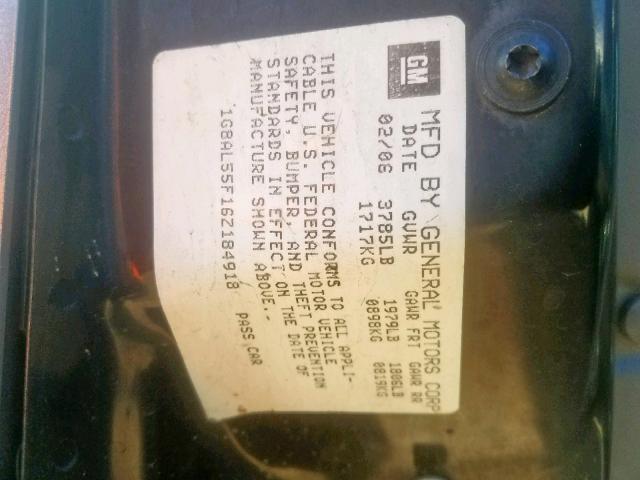 GM
MFD BY GENERAL MOTORS CORP
DATE GVWR GAWR FRT GAWR RR
02/06 3785LB 1979LB 1806LB
1717KG 0898KG 0819KG
THIS VEHICLE CONFORMS TO ALL APPLI-
CABLE U.S. FEDERAL MOTOR VEHICLE
SAFETY, BUMPER, AND THEFT PREVENTION
STANDARDS IN EFFECT ON THE DATE OF
MANUFACTURE SHOWN ABOVE.
1G8AL55F16Z184918 PASS CAR